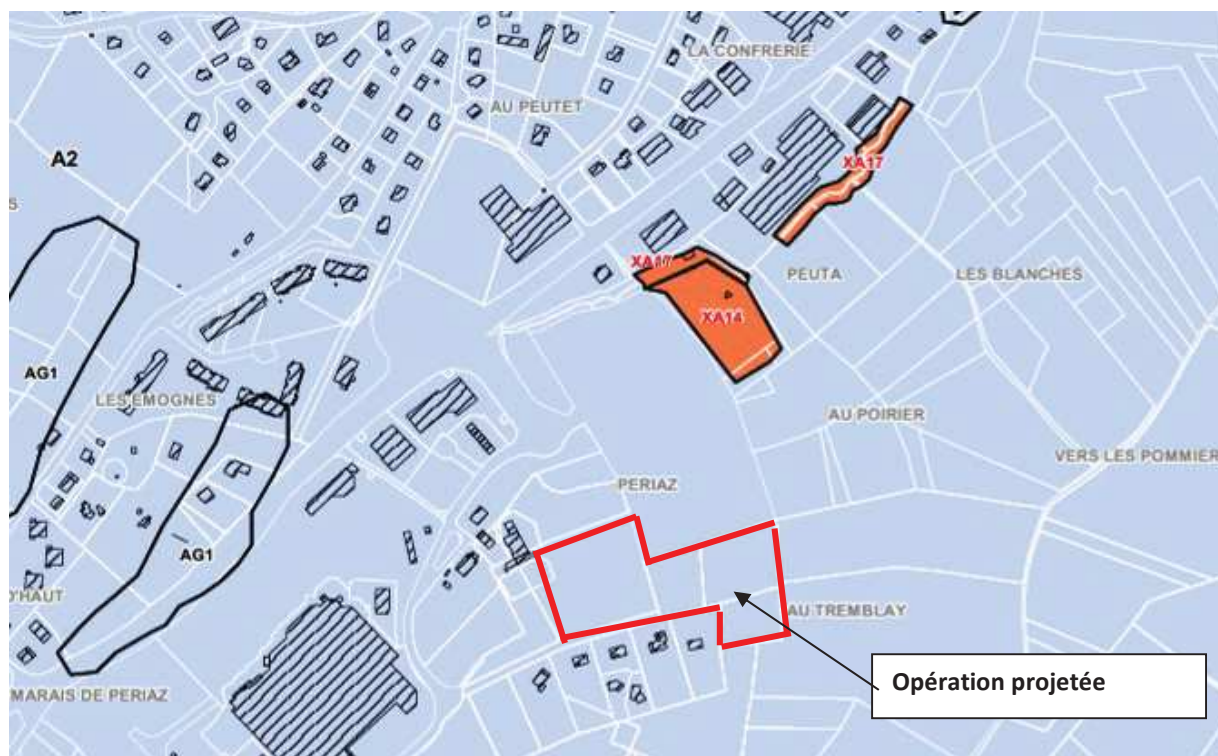 LA CONFRERIE
AU PEUTET
A2
XA17
S
PEUTA
LES BLANCHES
XA17
XA14
AG1
LES EMOGNES
AU POIRIER
VERS LES POMMIER
PERIAZ
AG1
D'HAUT
AU TREMBLAY
MARAIS DE PERIAZ
Opération projetée